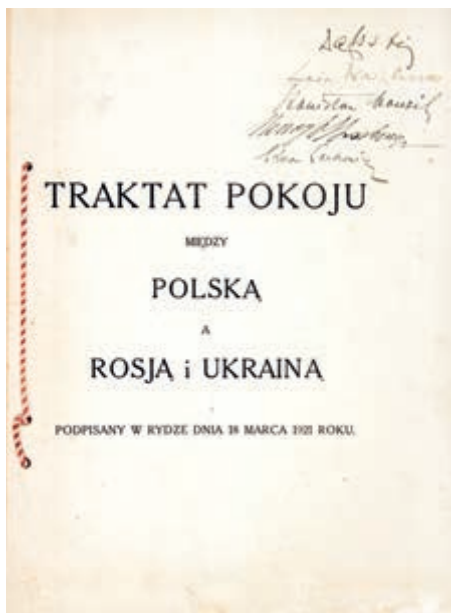 Dąbski
Stanisław Kauzik
TRAKTAT POKOJU
MIĘDZY
POLSKĄ
A
ROSJĄ i UKRAINĄ
PODPISANY W RYDZE DNIA 18 MARCA 1921 ROKU.